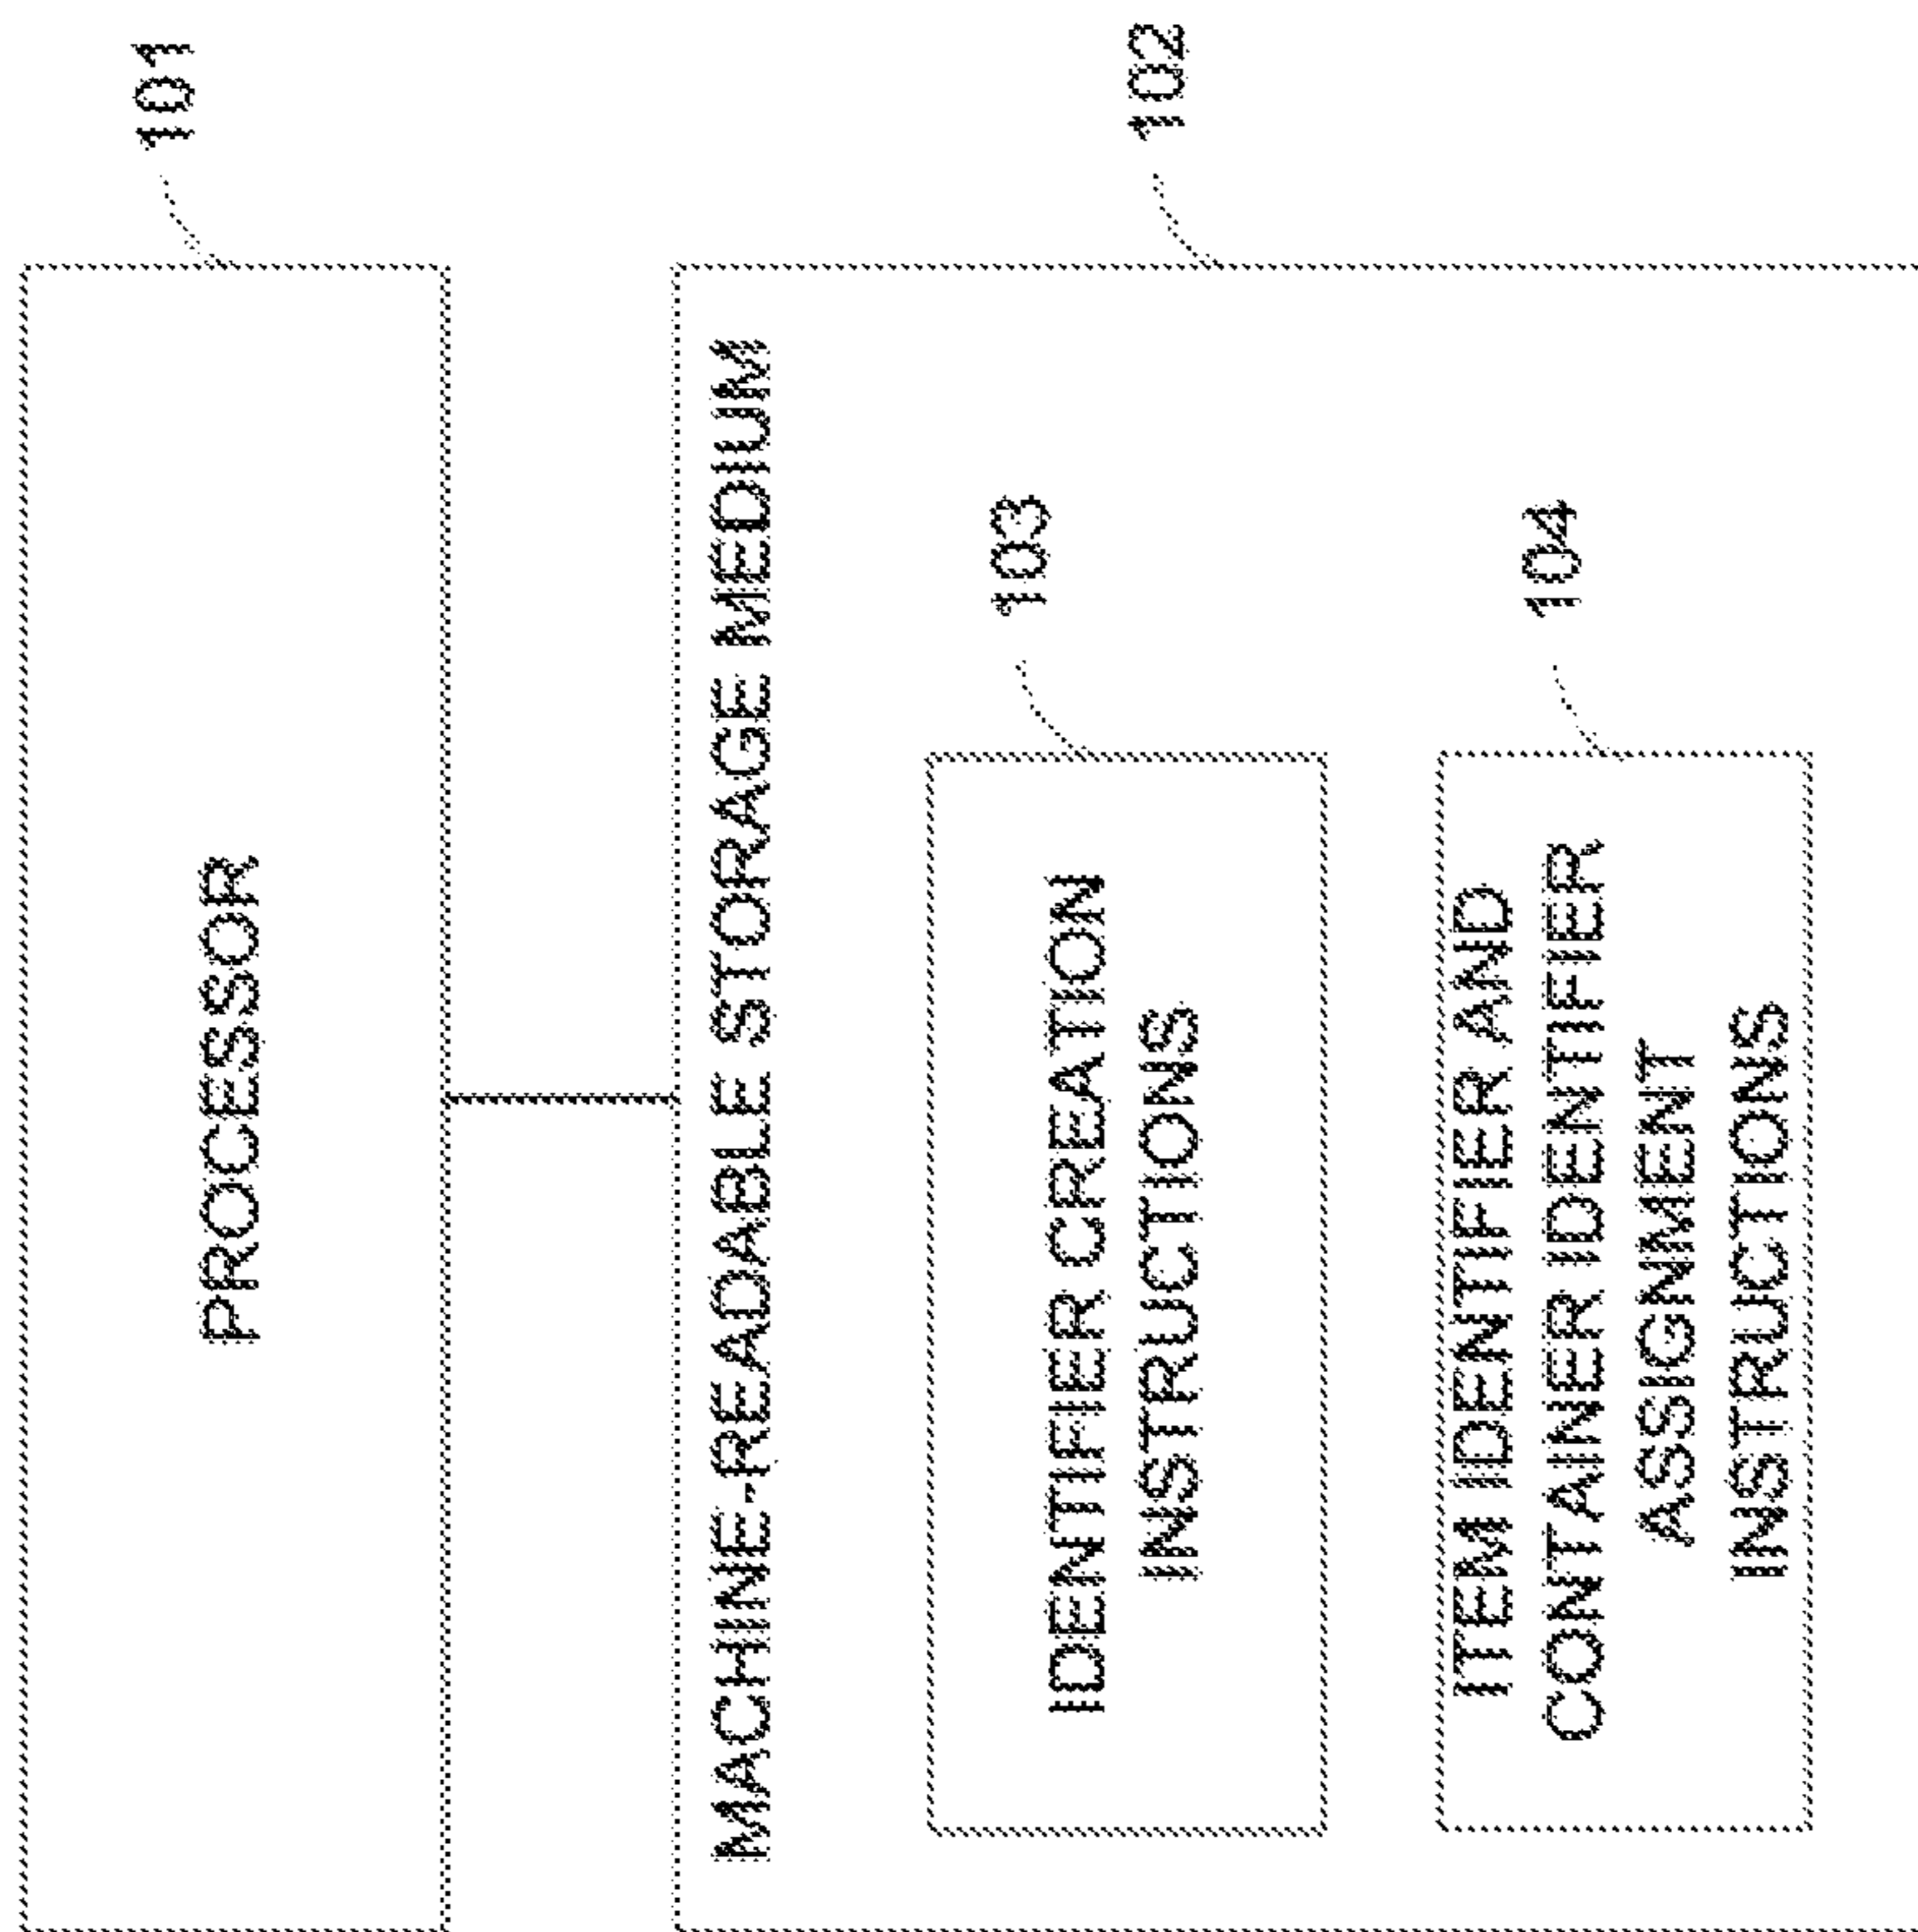 101
PROCESSOR
102
MACHINE-READABLE STORAGE MEDIUM
103
IDENTIFIER CREATION
INSTRUCTIONS
104
ITEM IDENTIFIER AND
CONTAINER IDENTIFIER
ASSIGNMENT
INSTRUCTIONS